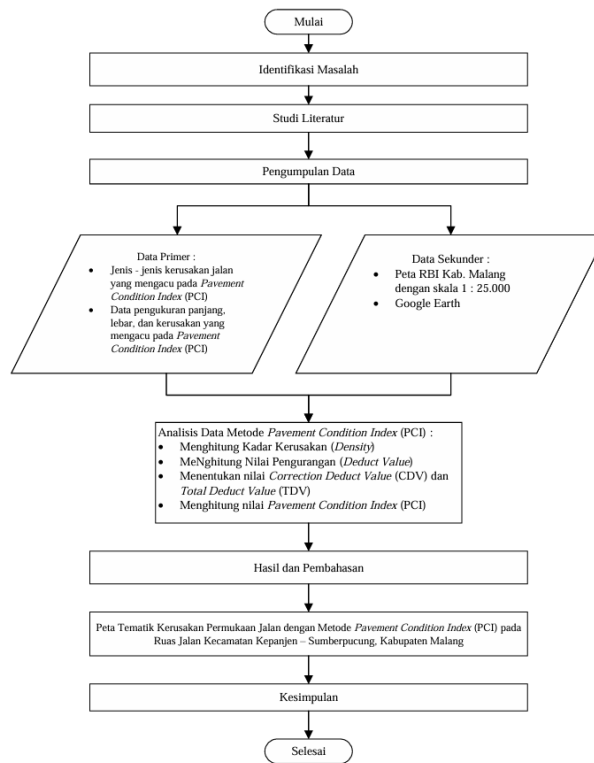 Mulai
Identifikasi Masalah
Studi Literatur
Pengumpulan Data
Data Primer :
• Jenis - jenis kerusakan jalan
yang mengacu pada Pavement
Condition Index (PCI)
• Data pengukuran panjang,
lebar, dan kerusakan yang
mengacu pada Pavement
Condition Index (PCI)
Data Sekunder :
• Peta RBI Kab. Malang
dengan skala 1 : 25.000
• Google Earth
Analisis Data Metode Pavement Condition Index (PCI) :
• Menghitung Kadar Kerusakan (Density)
• MeNghitung Nilai Pengurangan (Deduct Value)
• Menentukan nilai Correction Deduct Value (CDV) dan
Total Deduct Value (TDV)
• Menghitung nilai Pavement Condition Index (PCI)
Hasil dan Pembahasan
Peta Tematik Kerusakan Permukaan Jalan dengan Metode Pavement Condition Index (PCI) pada
Ruas Jalan Kecamatan Kepanjen – Sumberpucung, Kabupaten Malang
Kesimpulan
Selesai